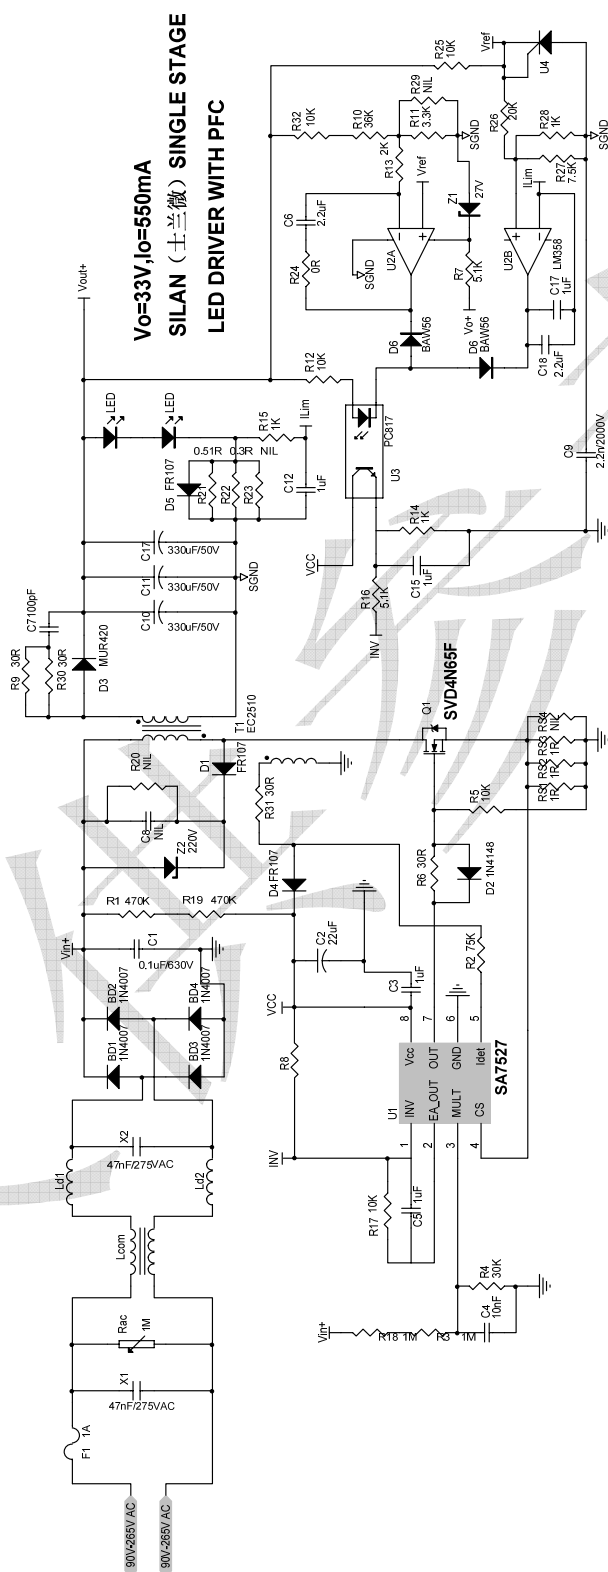 Vo=33V,Io=550mA
SILAN（士兰微）SINGLE STAGE
LED DRIVER WITH PFC
90V-265V AC
90V-265V AC
F1 1A
X1
47nF/275VAC
Rac
1M
Lcom
Ld1
Ld2
X2
47nF/275VAC
BD1
1N4007
BD2
1N4007
BD3
1N4007
BD4
1N4007
Vin+
C1
0.1uF/630V
R1 470K
R19 470K
Z2
220V
C8
NIL
R20
NIL
D1
FR107
T1
EC2510
R9 30R
R30 30R
C7100pF
D3
MUR420
C10
330uF/50V
C11
330uF/50V
C17
330uF/50V
SGND
D5 FR107
R21
R22
R23
0.51R 0.3R NIL
LED
LED
Vout+
R15
1K
ILim
C12
1uF
R12
10K
R32
10K
R10
36K
R29
NIL
R11
3.3K
SGND
R13 2K
Vref
C6
2.2uF
R24
0R
SGND
U2A
Z1
27V
R7
5.1K
Vo+
D6
BAW56
D6
BAW56
R25
10K
Vref
U4
R26
20K
R28
1K
R27
7.5K
SGND
ILim
U2B
LM358
C17
1uF
C18
2.2uF
C9
2.2n/2000V
PC817
U3
VCC
R14
1K
C15
1uF
R16
5.1K
INV
Q1
SVD4N65F
RS4
NIL
RS3
1R
RS2
1R
RS1
1R
R5
10K
R6 30R
D2 1N4148
R31 30R
D4 FR107
C2
22uF
VCC
C3
1uF
R2 75K
R8
INV
U1
INV
EA_OUT
MULT
CS
Vcc
OUT
GND
Idet
1
2
3
4
8
7
6
5
SA7527
R17 10K
C5
1uF
Vin+
R18 1M
R3 1M
R4
30K
C4
10nF